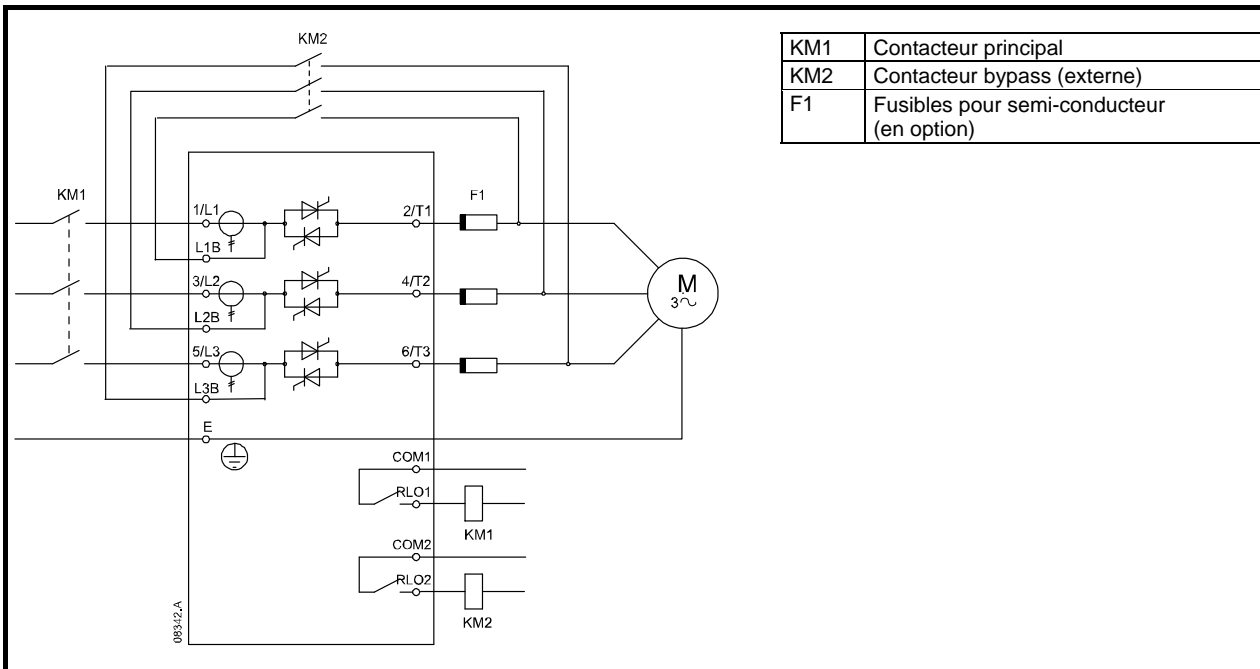 KM2
KM1
1/L1
2/T1
F1
L1B
3/L2
4/T2
L2B
5/L3
6/T3
L3B
M
3~
E
COM1
RLO1
KM1
COM2
RLO2
KM2
08342.A
KM1 Contacteur principal
KM2 Contacteur bypass (externe)
F1 Fusibles pour semi-conducteur
(en option)